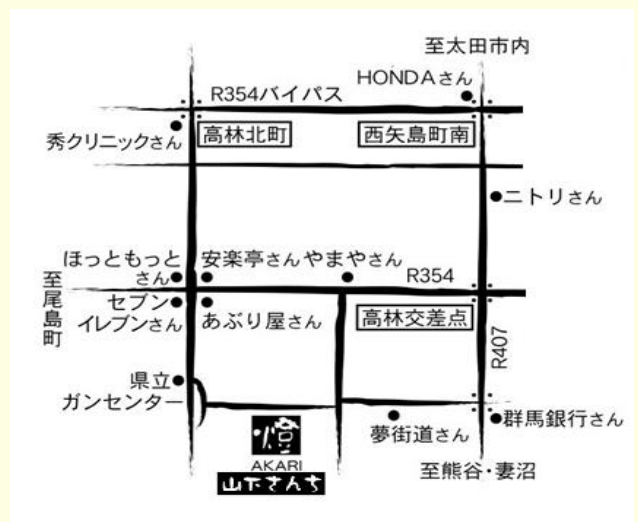 至太田市内
HONDAさん
R354バイパス
秀クリニックさん
高林北町
西矢島町南
ニトリさん
ほっともっと
さん
安楽亭さん
やまやさん
R354
至尾島町
セブン
イレブンさん
あぶり屋さん
高林交差点
R407
県立
ガンセンター
燈
AKARI
山下さんち
夢街道さん
群馬銀行さん
至熊谷・妻沼